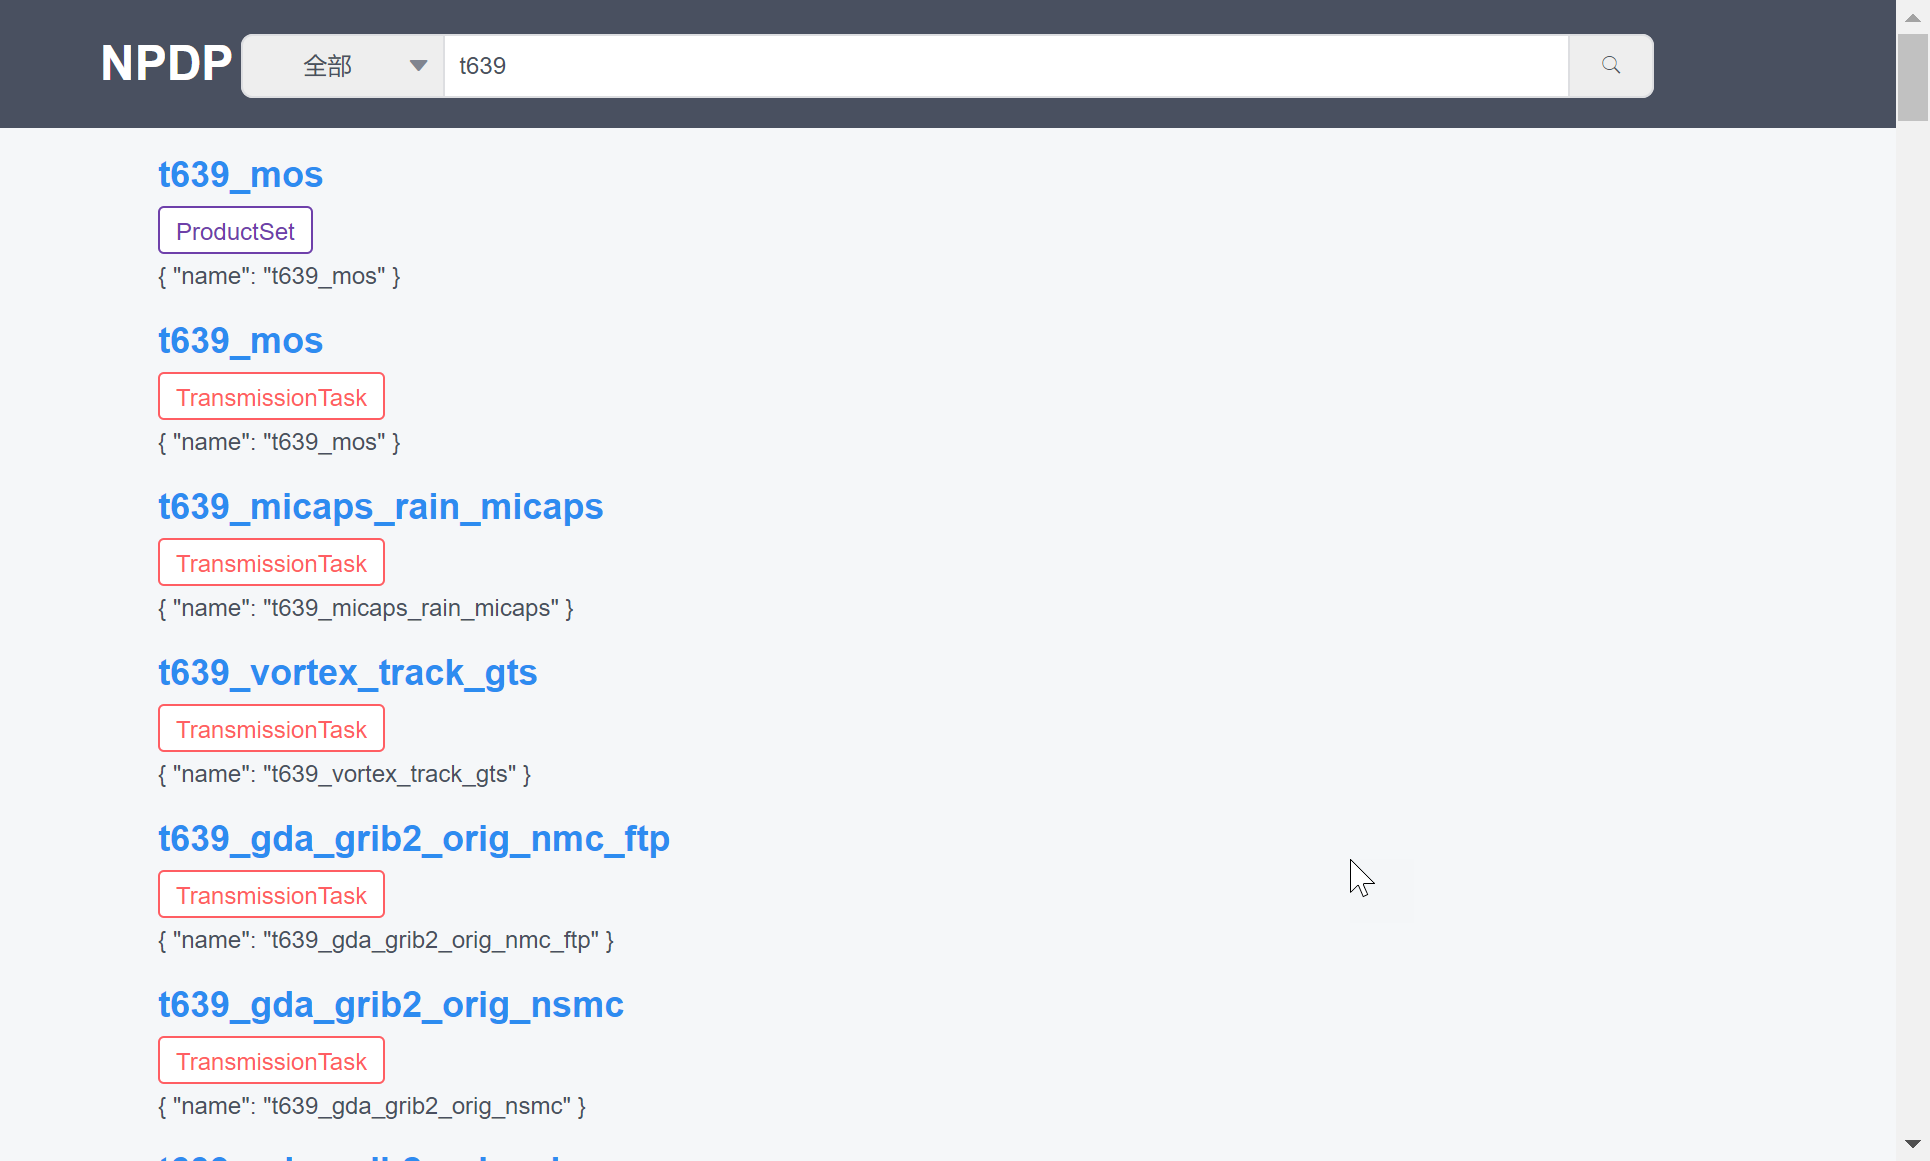 NPDP 全部 t639
t639_mos
ProductSet
{ "name": "t639_mos" }
t639_mos
TransmissionTask
{ "name": "t639_mos" }
t639_micaps_rain_micaps
TransmissionTask
{ "name": "t639_micaps_rain_micaps" }
t639_vortex_track_gts
TransmissionTask
{ "name": "t639_vortex_track_gts" }
t639_gda_grib2_orig_nmc_ftp
TransmissionTask
{ "name": "t639_gda_grib2_orig_nmc_ftp" }
t639_gda_grib2_orig_nsmc
TransmissionTask
{ "name": "t639_gda_grib2_orig_nsmc" }